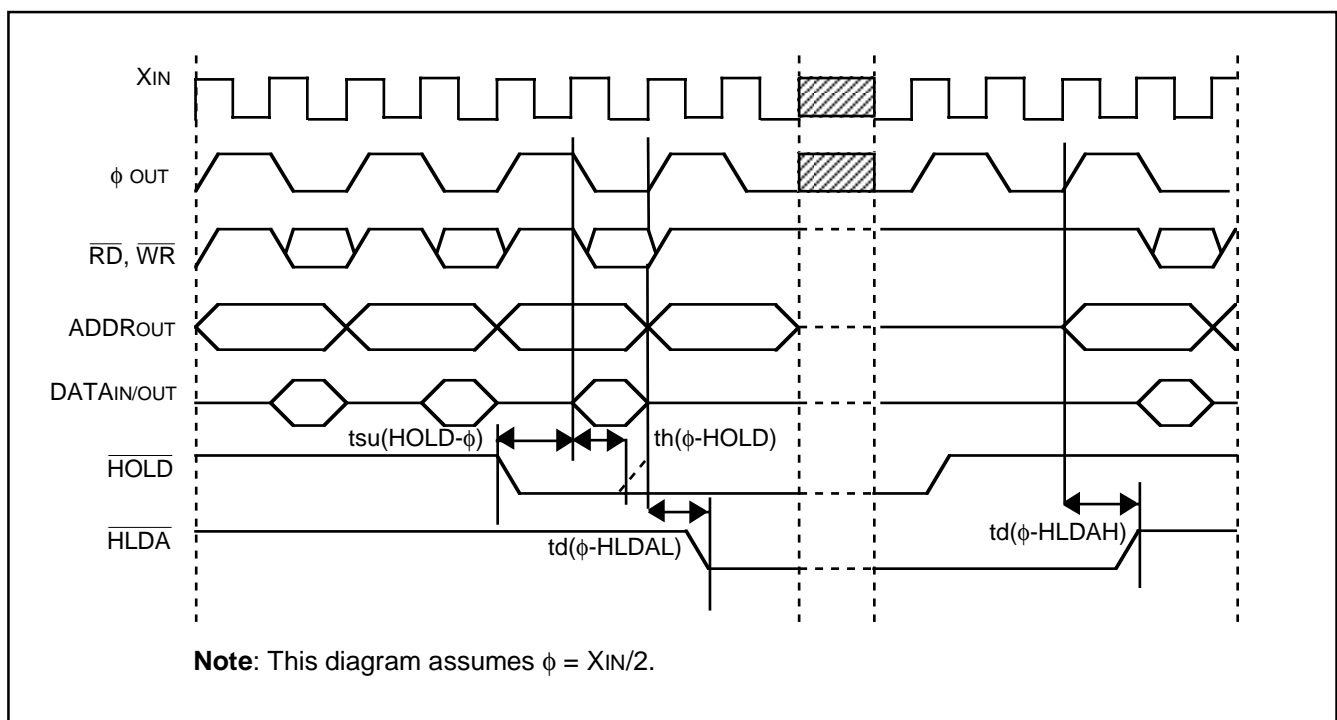 XIN
ϕ OUT
RD, WR
ADDROUT
DATAIN/OUT
tsu(HOLD-ϕ)
th(ϕ-HOLD)
HOLD
HLDA
td(ϕ-HLDAL)
td(ϕ-HLDAH)
Note: This diagram assumes ϕ = XIN/2.